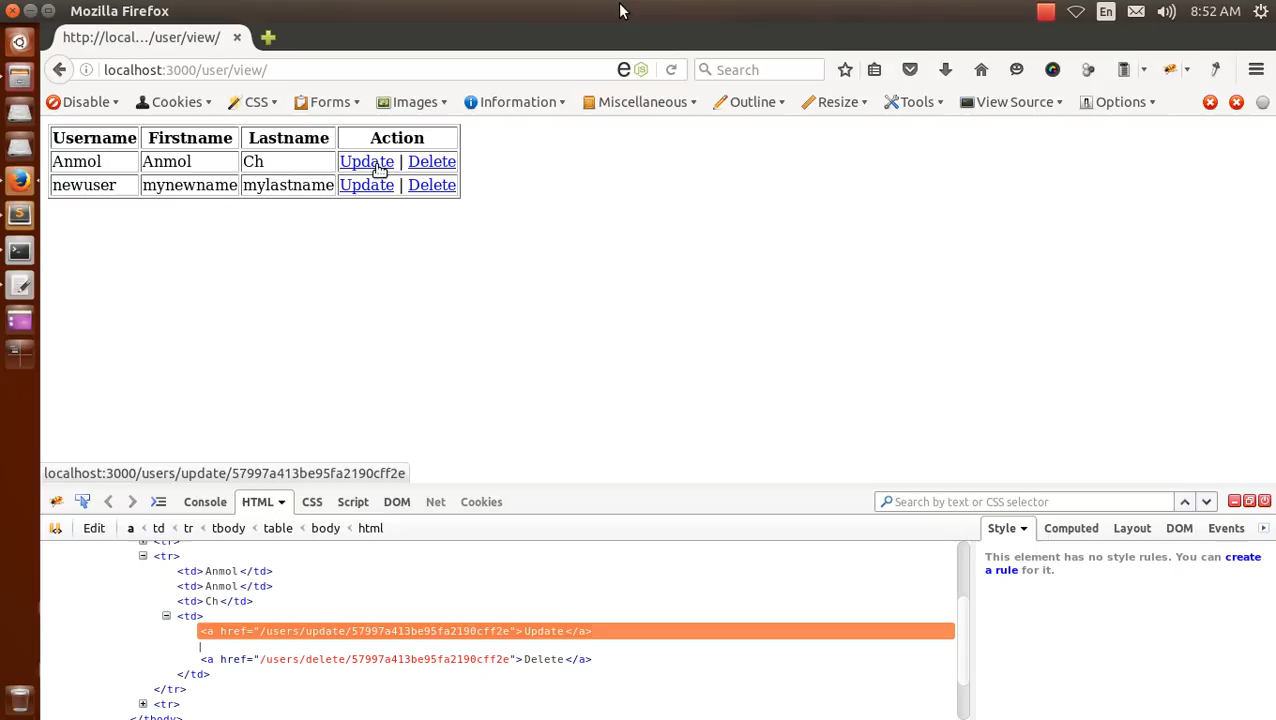 Mozilla Firefox
En
8:52 AM
http://local.../user/view/
localhost:3000/user/view/
Search
Disable
Cookies
CSS
Forms
Images
Information
Miscellaneous
Outline
Resize
Tools
View Source
Options
Username Firstname Lastname Action
Anmol Anmol Ch Update | Delete
newuser mynewname mylastname Update | Delete
localhost:3000/users/update/57997a413be95fa2190cff2e
Console HTML CSS Script DOM Net Cookies
Search by text or CSS selector
Edit a < td < tr < tbody < table < body < html
Style Computed Layout DOM Events
This element has no style rules. You can create
a rule for it.
<tr>
<tr>
<td>Anmol</td>
<td>Anmol</td>
<td>Ch</td>
<td>
<a href="/users/update/57997a413be95fa2190cff2e">Update</a>
|
<a href="/users/delete/57997a413be95fa2190cff2e">Delete</a>
</td>
</tr>
<tr>
</tbody>